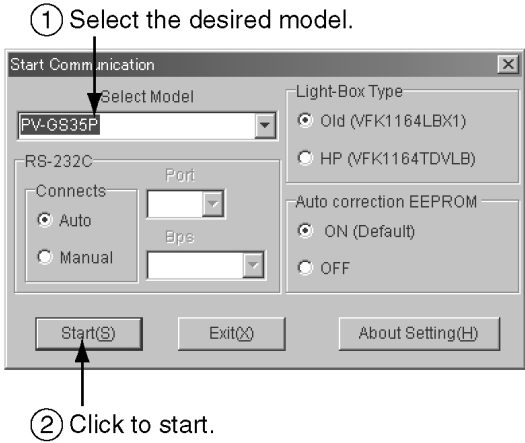 ① Select the desired model.
Start Communication
Select Model
PV-GS35P
Light-Box Type
Old (VFK1164LBX1)
HP (VFK1164TDVLB)
RS-232C
Connects
Auto
Manual
Port
Bps
Auto correction EEPROM
ON (Default)
OFF
Start(S)
Exit(X)
About Setting(H)
② Click to start.